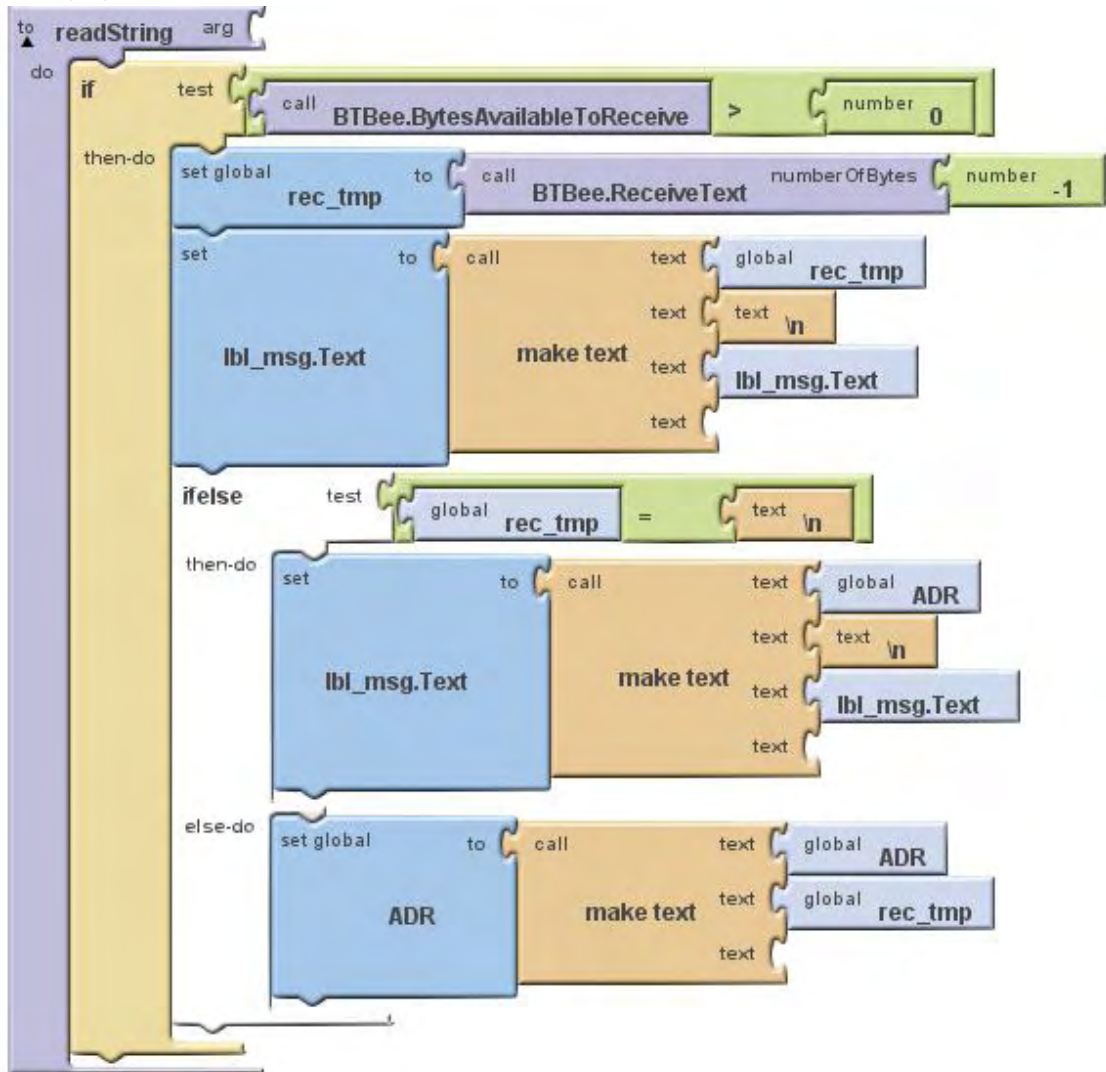 to readString arg
do if test call BTBee.BytesAvailableToReceive > number 0
then-do set global rec_tmp to call BTBee.ReceiveText numberOfBytes number -1
set lbl_msg.Text to call make text text global rec_tmp
text text \n
text lbl_msg.Text
text
ifelse test global rec_tmp = text \n
then-do set lbl_msg.Text to call make text text global ADR
text text \n
text lbl_msg.Text
text
else-do set global ADR to call make text text global ADR
text global rec_tmp
text